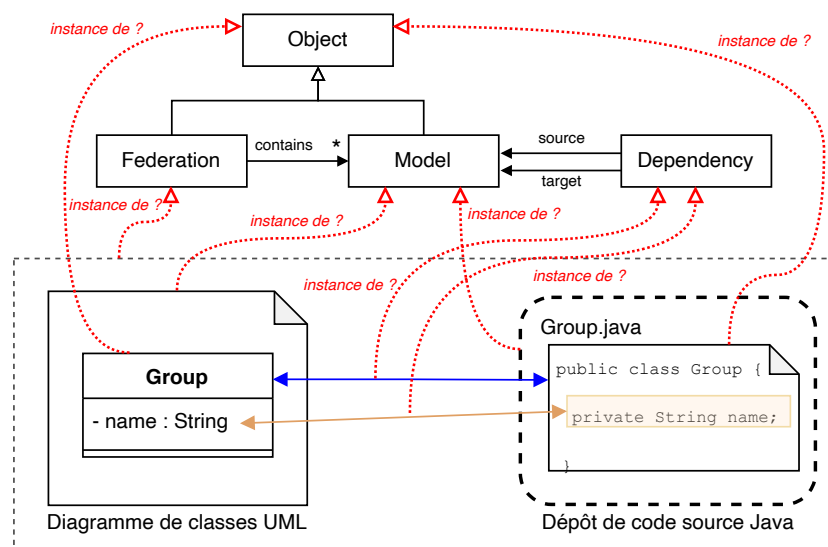 instance de ?
Object
instance de ?
Federation
contains
*
Model
source
target
Dependency
instance de ?
instance de ?
instance de ?
instance de ?
instance de ?
Group
- name : String
Group.java
public class Group {
private String name;
}
Diagramme de classes UML
Dépôt de code source Java